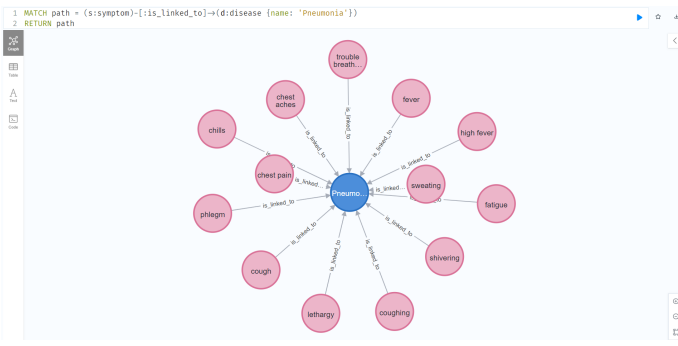 1 MATCH path = (s:symptom)-[:is_linked_to]->(d:disease {name: 'Pneumonia'})
2 RETURN path
Graph
Table
Text
Code
trouble
breath...
chest
aches
fever
chills
high fever
chest pain
sweating
Pneumo...
phlegm
fatigue
cough
shivering
lethargy
coughing
is_linked_to
is_linked_to
is_linked_to
is_linked_to
is_linked...
is_linked...
is_linked_to
is_linked_to
is_linked_to
is_linked_to
is_linked_to